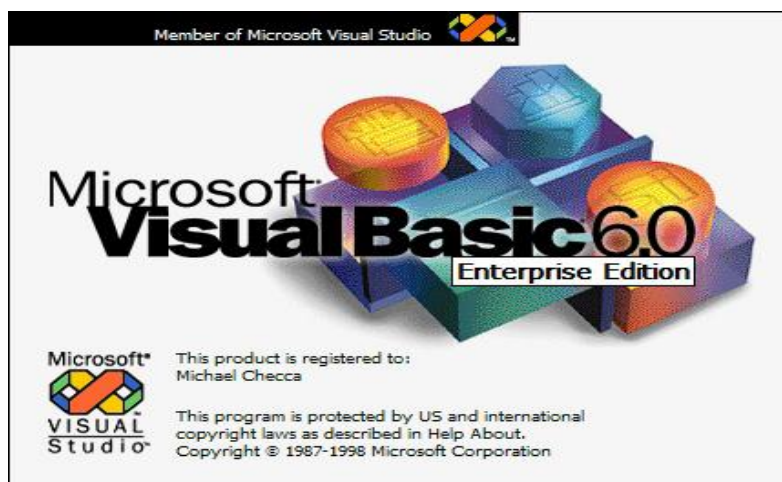 Member of Microsoft Visual Studio
Microsoft
Visual Basic 6.0
Enterprise Edition
Microsoft®
VISUAL
Studio™
This product is registered to:
Michael Checca
This program is protected by US and international
copyright laws as described in Help About.
Copyright © 1987-1998 Microsoft Corporation